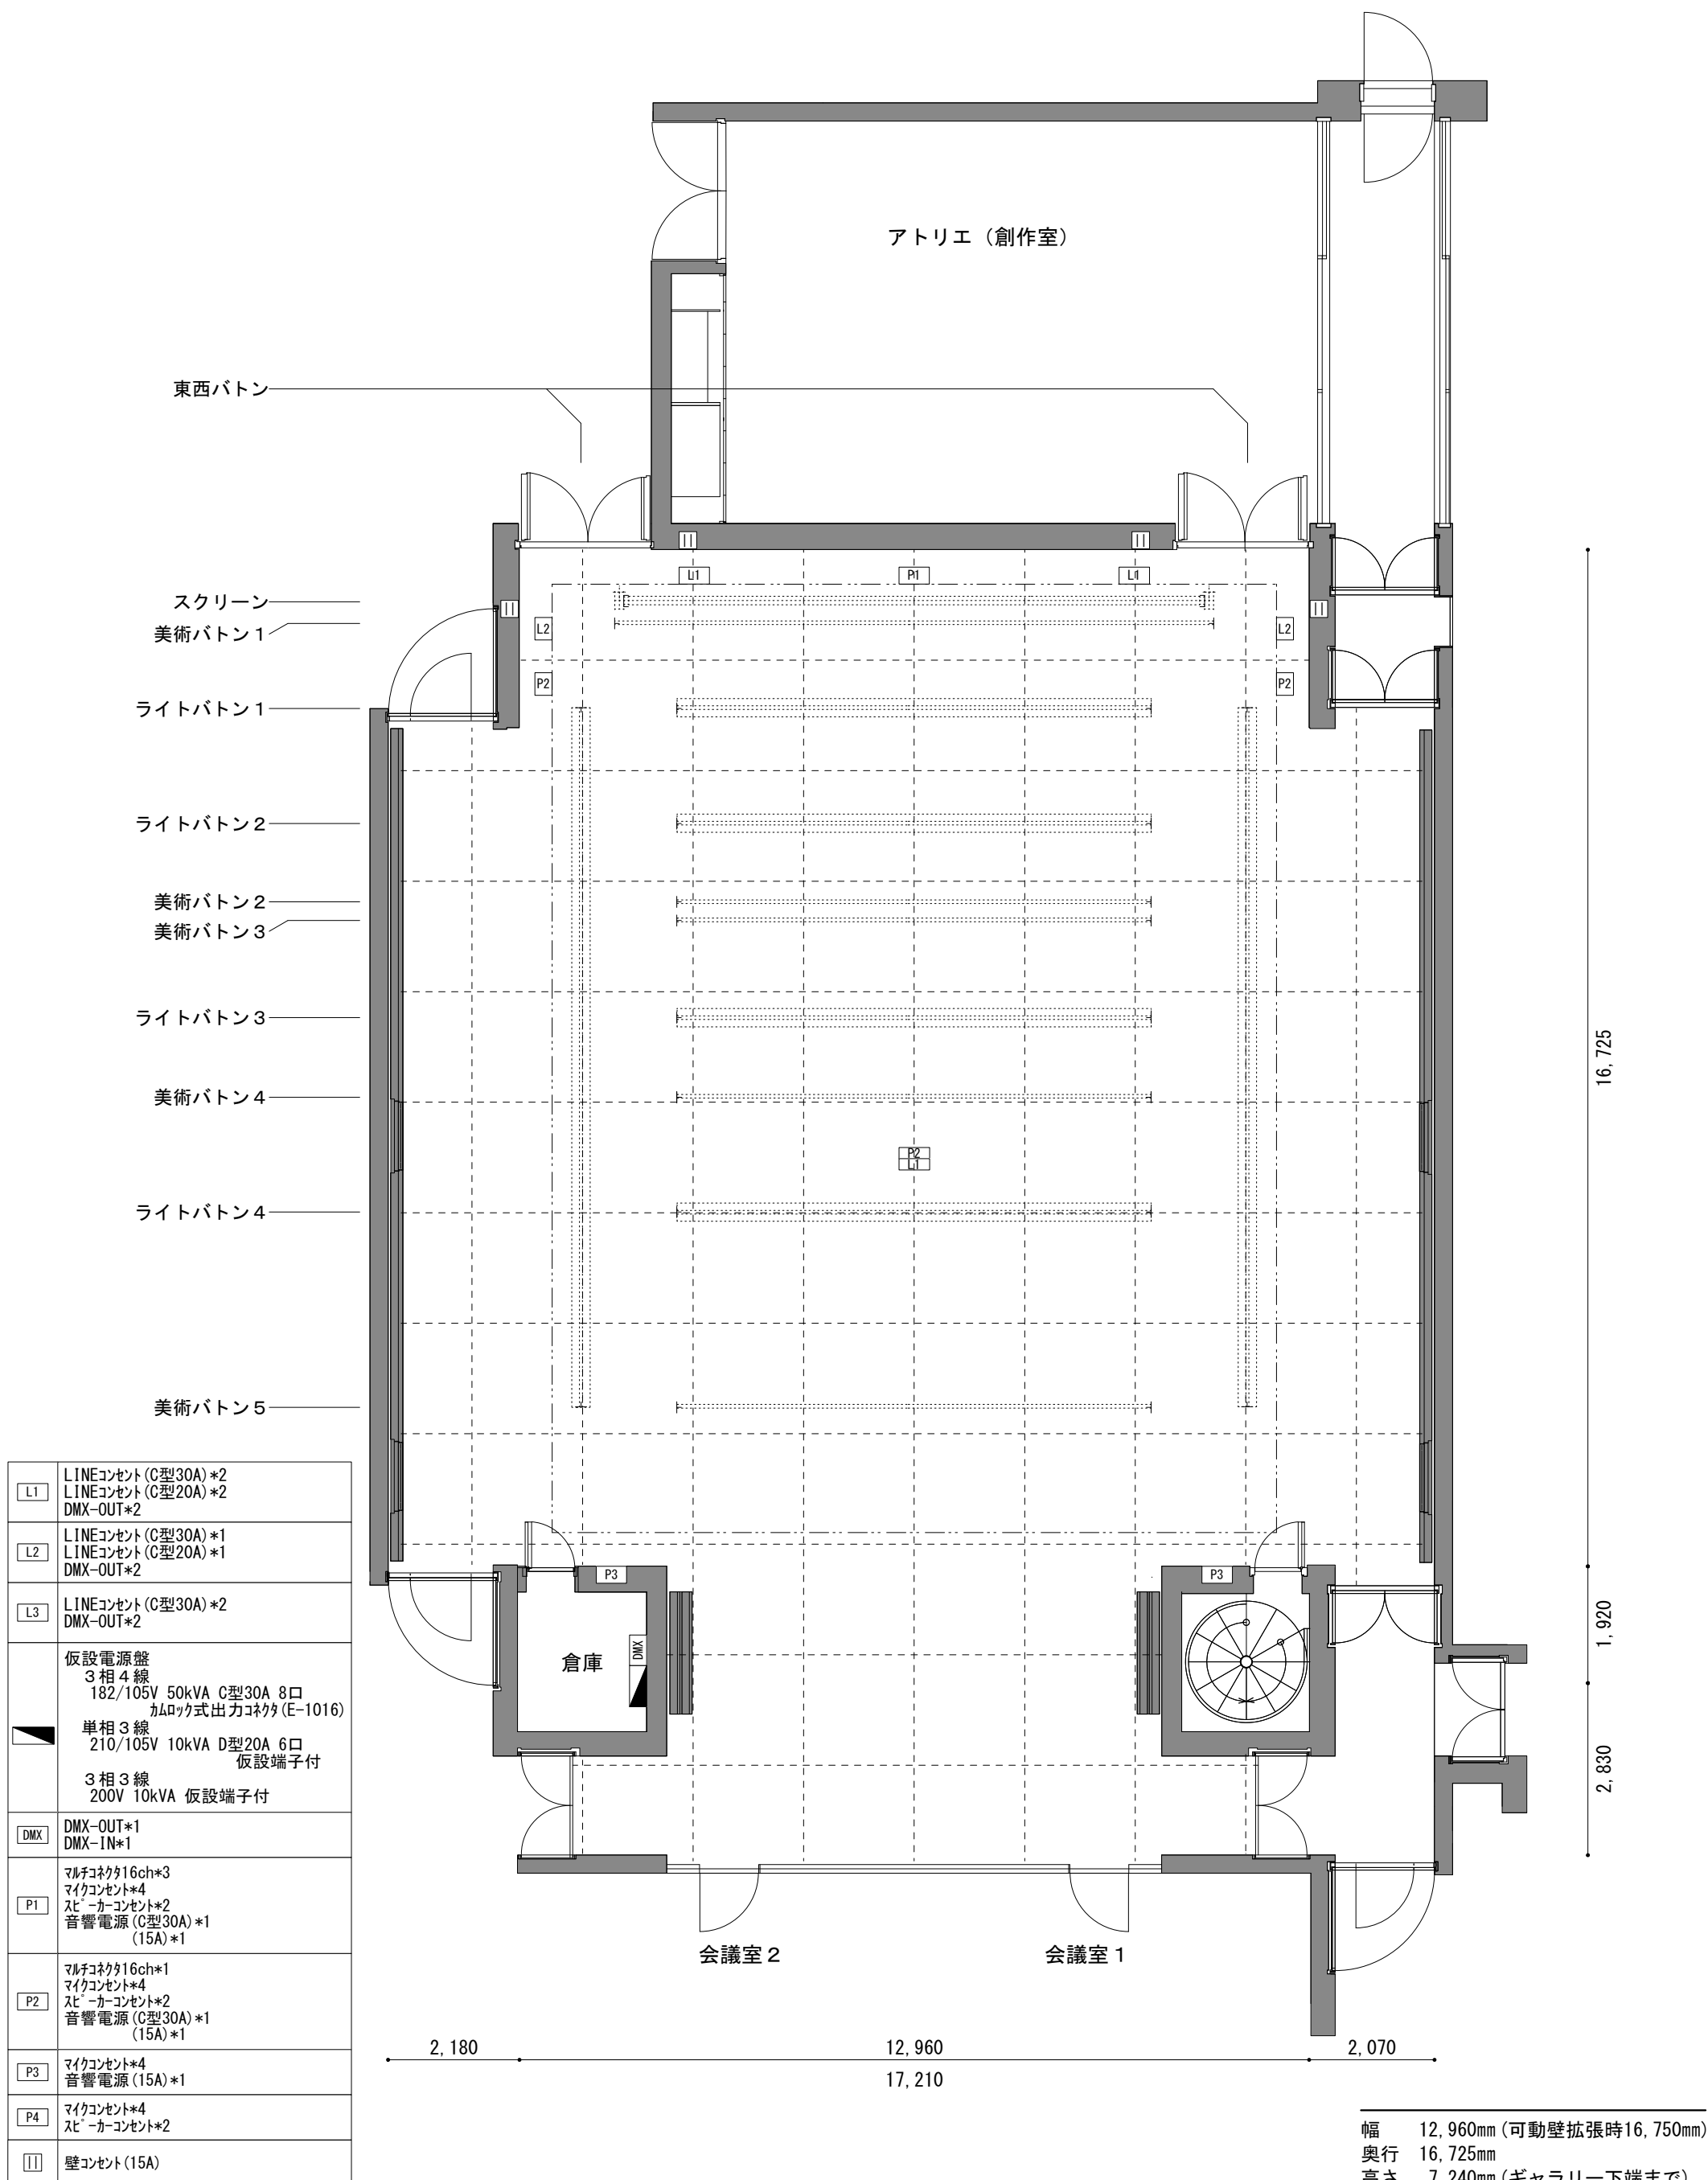 アトリエ（創作室）
東西バトン
L1
P1
L1
スクリーン
美術バトン１
L2
L2
P2
P2
ライトバトン１
ライトバトン２
美術バトン２
美術バトン３
ライトバトン３
16,725
美術バトン４
P2
L1
ライトバトン４
美術バトン５
P3
P3
1,920
倉庫
DMX
2,830
会議室２
会議室１
2,180
12,960
2,070
17,210
L1
LINEｺﾝｾﾝﾄ(C型30A)*2
LINEｺﾝｾﾝﾄ(C型20A)*2
DMX-OUT*2
L2
LINEｺﾝｾﾝﾄ(C型30A)*1
LINEｺﾝｾﾝﾄ(C型20A)*1
DMX-OUT*2
L3
LINEｺﾝｾﾝﾄ(C型30A)*2
DMX-OUT*2
仮設電源盤
３相４線
182/105V 50kVA C型30A 8口
ｶﾑﾛｯｸ式出力ｺﾈｸﾀ(E-1016)
単相３線
210/105V 10kVA D型20A 6口
仮設端子付
３相３線
200V 10kVA 仮設端子付
DMX
DMX-OUT*1
DMX-IN*1
P1
ﾏﾙﾁｺﾈｸﾀ16ch*3
ﾏｲｸｺﾝｾﾝﾄ*4
ｽﾋﾟｰｶｰｺﾝｾﾝﾄ*2
音響電源(C型30A)*1
(15A)*1
P2
ﾏﾙﾁｺﾈｸﾀ16ch*1
ﾏｲｸｺﾝｾﾝﾄ*4
ｽﾋﾟｰｶｰｺﾝｾﾝﾄ*2
音響電源(C型30A)*1
(15A)*1
P3
ﾏｲｸｺﾝｾﾝﾄ*4
音響電源(15A)*1
P4
ﾏｲｸｺﾝｾﾝﾄ*4
ｽﾋﾟｰｶｰｺﾝｾﾝﾄ*2
壁ｺﾝｾﾝﾄ(15A)
幅 12,960mm(可動壁拡張時16,750mm)
奥行 16,725mm
高さ 7,240mm(ギャラリー下端まで)